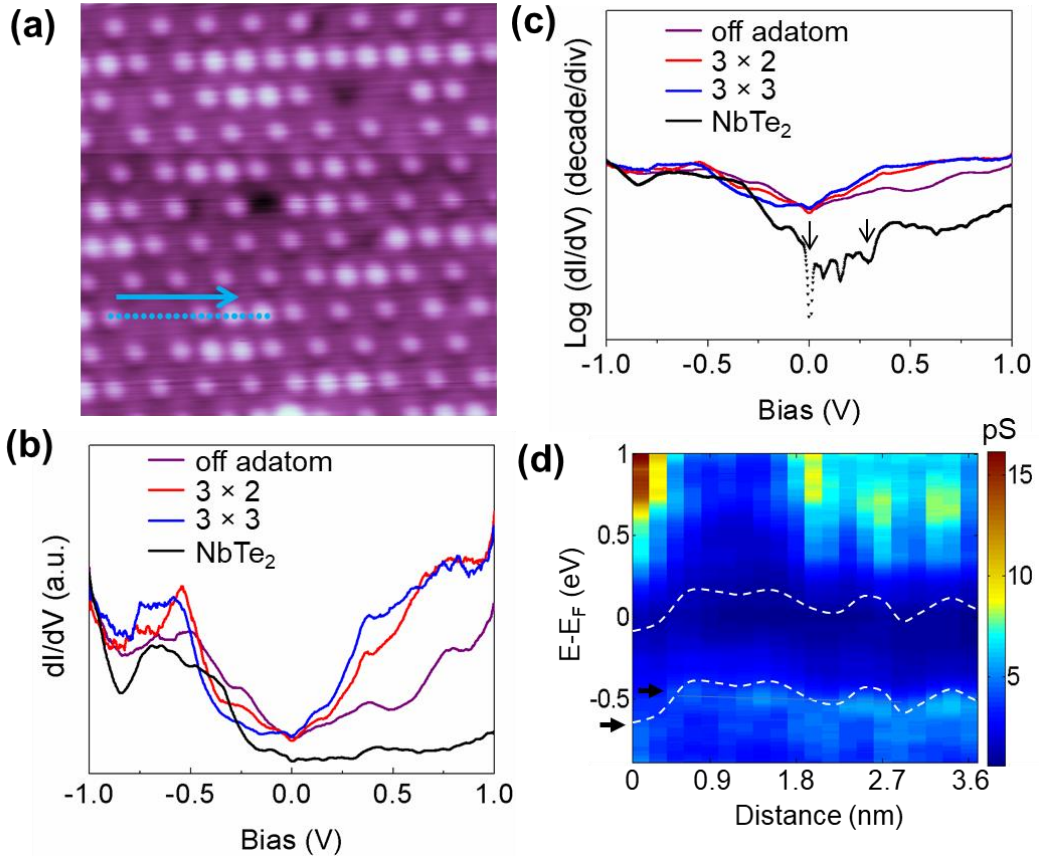 (a)
(b)
off adatom
3 × 2
3 × 3
NbTe₂
dI/dV (a.u.)
-1.0
-0.5
0.0
0.5
1.0
Bias (V)
(c)
off adatom
3 × 2
3 × 3
NbTe₂
Log (dI/dV) (decade/div)
-1.0
-0.5
0.0
0.5
1.0
Bias (V)
(d)
pS
15
10
5
1
0.5
0
-0.5
E-E_F (eV)
0
0.9
1.8
2.7
3.6
Distance (nm)